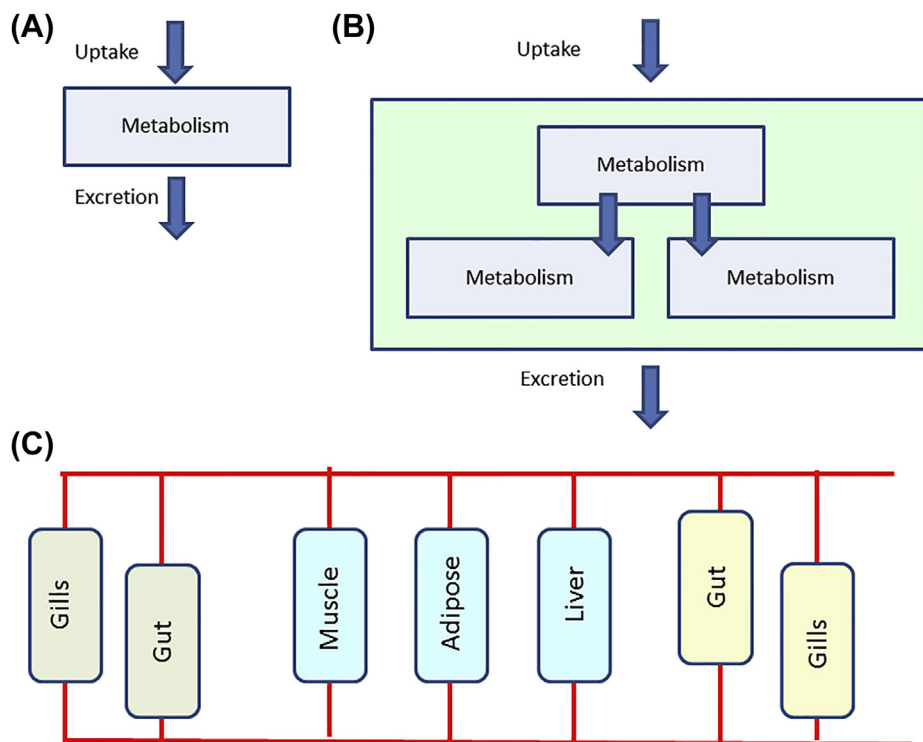 (A)
Uptake
Metabolism
Excretion
(B)
Uptake
Metabolism
Metabolism
Metabolism
Excretion
(C)
Gills
Gut
Muscle
Adipose
Liver
Gut
Gills